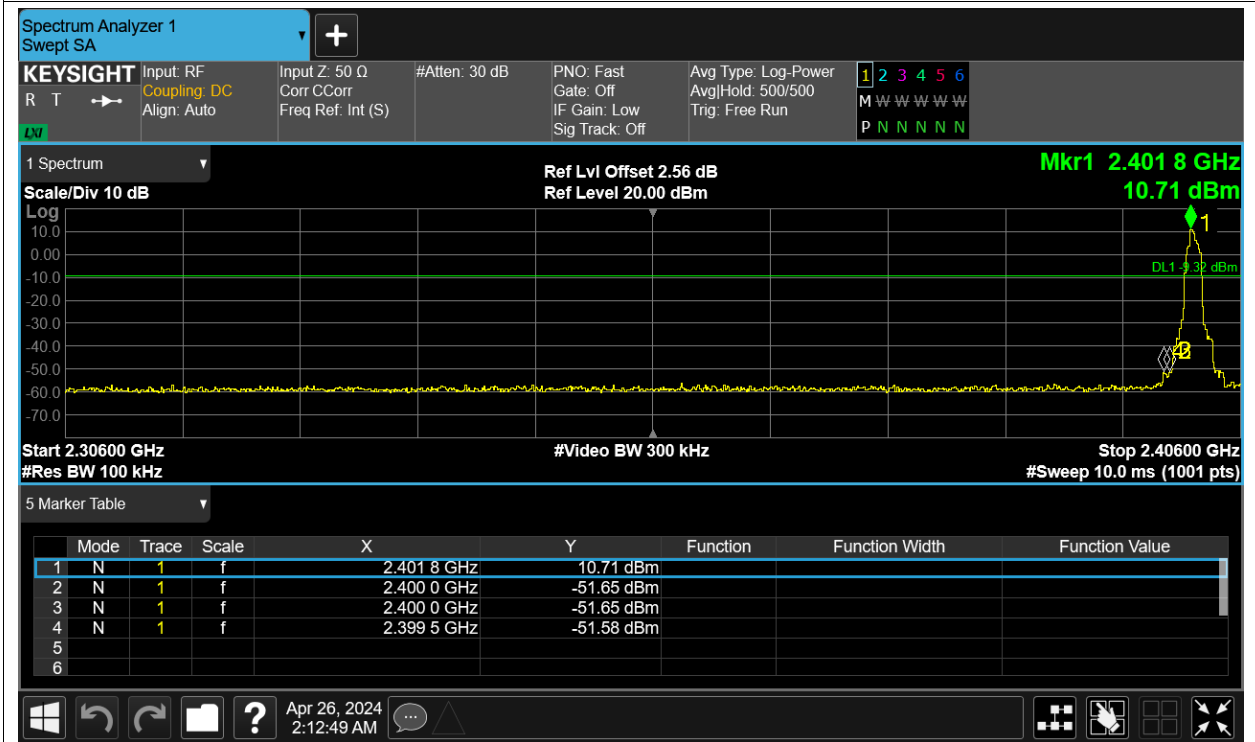 Spectrum Analyzer 1
Swept SA
KEYSIGHT Input: RF Input Z: 50 Ω #Atten: 30 dB PNO: Fast Avg Type: Log-Power 1 2 3 4 5 6
R T Coupling: DC Corr CCorr Gate: Off Avg|Hold: 500/500 M W W W W W
Align: Auto Freq Ref: Int (S) IF Gain: Low Trig: Free Run
LXI Sig Track: Off P N N N N N
1 Spectrum Ref Lvl Offset 2.56 dB Mkr1 2.401 8 GHz
Scale/Div 10 dB Ref Level 20.00 dBm 10.71 dBm
Log
10.0 1
0.00
-10.0 DL1 -9.32 dBm
-20.0
-30.0
-40.0
-50.0
-60.0
-70.0
Start 2.30600 GHz #Video BW 300 kHz Stop 2.40600 GHz
#Res BW 100 kHz #Sweep 10.0 ms (1001 pts)
5 Marker Table
Mode Trace Scale X Y Function Function Width Function Value
1 N 1 f 2.401 8 GHz 10.71 dBm
2 N 1 f 2.400 0 GHz -51.65 dBm
3 N 1 f 2.400 0 GHz -51.65 dBm
4 N 1 f 2.399 5 GHz -51.58 dBm
5
6
? Apr 26, 2024
2:12:49 AM